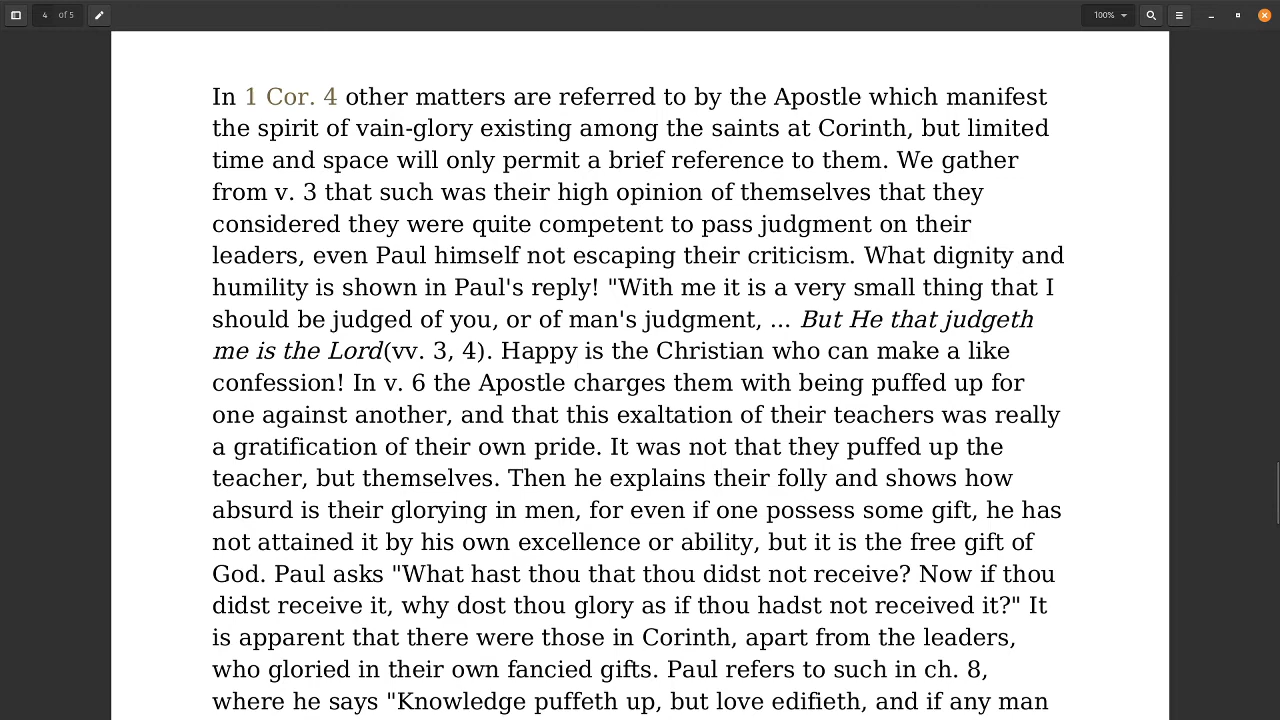 4 of 5
100%
In 1 Cor. 4 other matters are referred to by the Apostle which manifest
the spirit of vain-glory existing among the saints at Corinth, but limited
time and space will only permit a brief reference to them. We gather
from v. 3 that such was their high opinion of themselves that they
considered they were quite competent to pass judgment on their
leaders, even Paul himself not escaping their criticism. What dignity and
humility is shown in Paul's reply! "With me it is a very small thing that I
should be judged of you, or of man's judgment, ... But He that judgeth
me is the Lord(vv. 3, 4). Happy is the Christian who can make a like
confession! In v. 6 the Apostle charges them with being puffed up for
one against another, and that this exaltation of their teachers was really
a gratification of their own pride. It was not that they puffed up the
teacher, but themselves. Then he explains their folly and shows how
absurd is their glorying in men, for even if one possess some gift, he has
not attained it by his own excellence or ability, but it is the free gift of
God. Paul asks "What hast thou that thou didst not receive? Now if thou
didst receive it, why dost thou glory as if thou hadst not received it?" It
is apparent that there were those in Corinth, apart from the leaders,
who gloried in their own fancied gifts. Paul refers to such in ch. 8,
where he says "Knowledge puffeth up, but love edifieth, and if any man